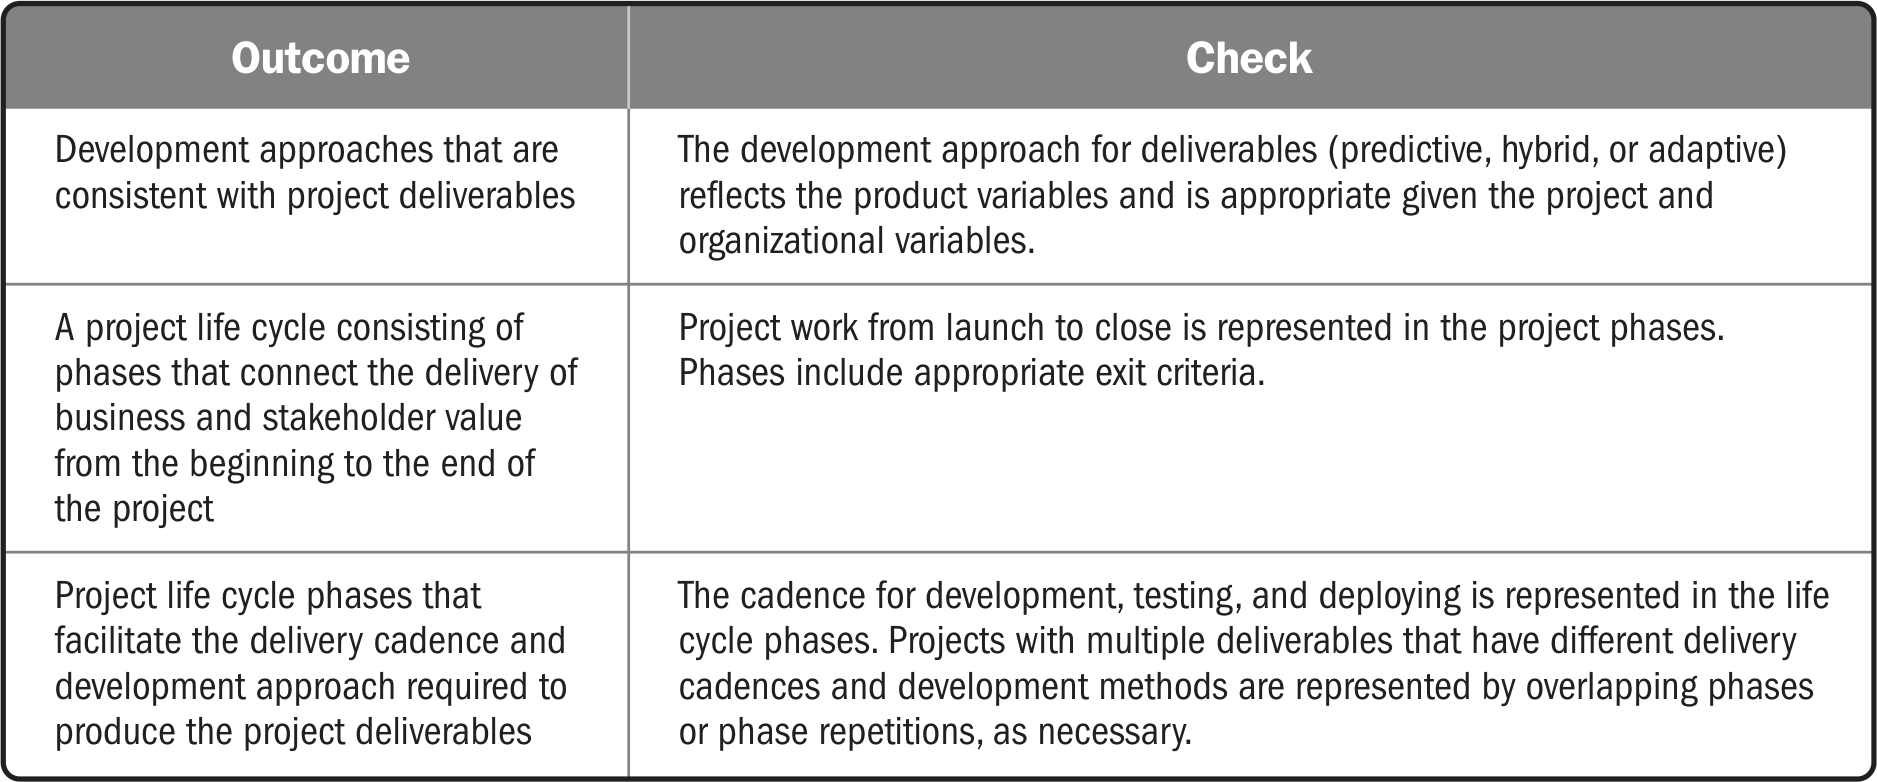 Outcome
Check
Development approaches that are
consistent with project deliverables
The development approach for deliverables (predictive, hybrid, or adaptive)
reflects the product variables and is appropriate given the project and
organizational variables.
A project life cycle consisting of
phases that connect the delivery of
business and stakeholder value
from the beginning to the end of
the project
Project work from launch to close is represented in the project phases.
Phases include appropriate exit criteria.
Project life cycle phases that
facilitate the delivery cadence and
development approach required to
produce the project deliverables
The cadence for development, testing, and deploying is represented in the life
cycle phases. Projects with multiple deliverables that have different delivery
cadences and development methods are represented by overlapping phases
or phase repetitions, as necessary.